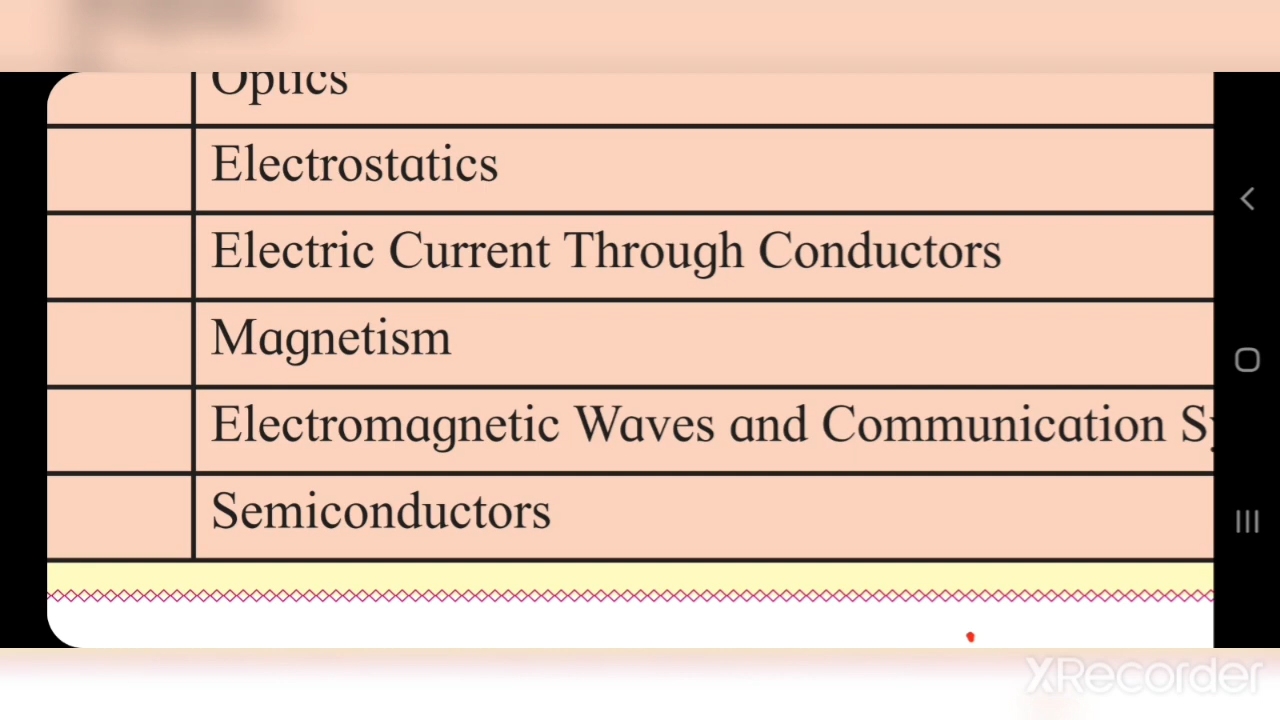 Optics
Electrostatics
Electric Current Through Conductors
Magnetism
Electromagnetic Waves and Communication
Semiconductors
XRecorder